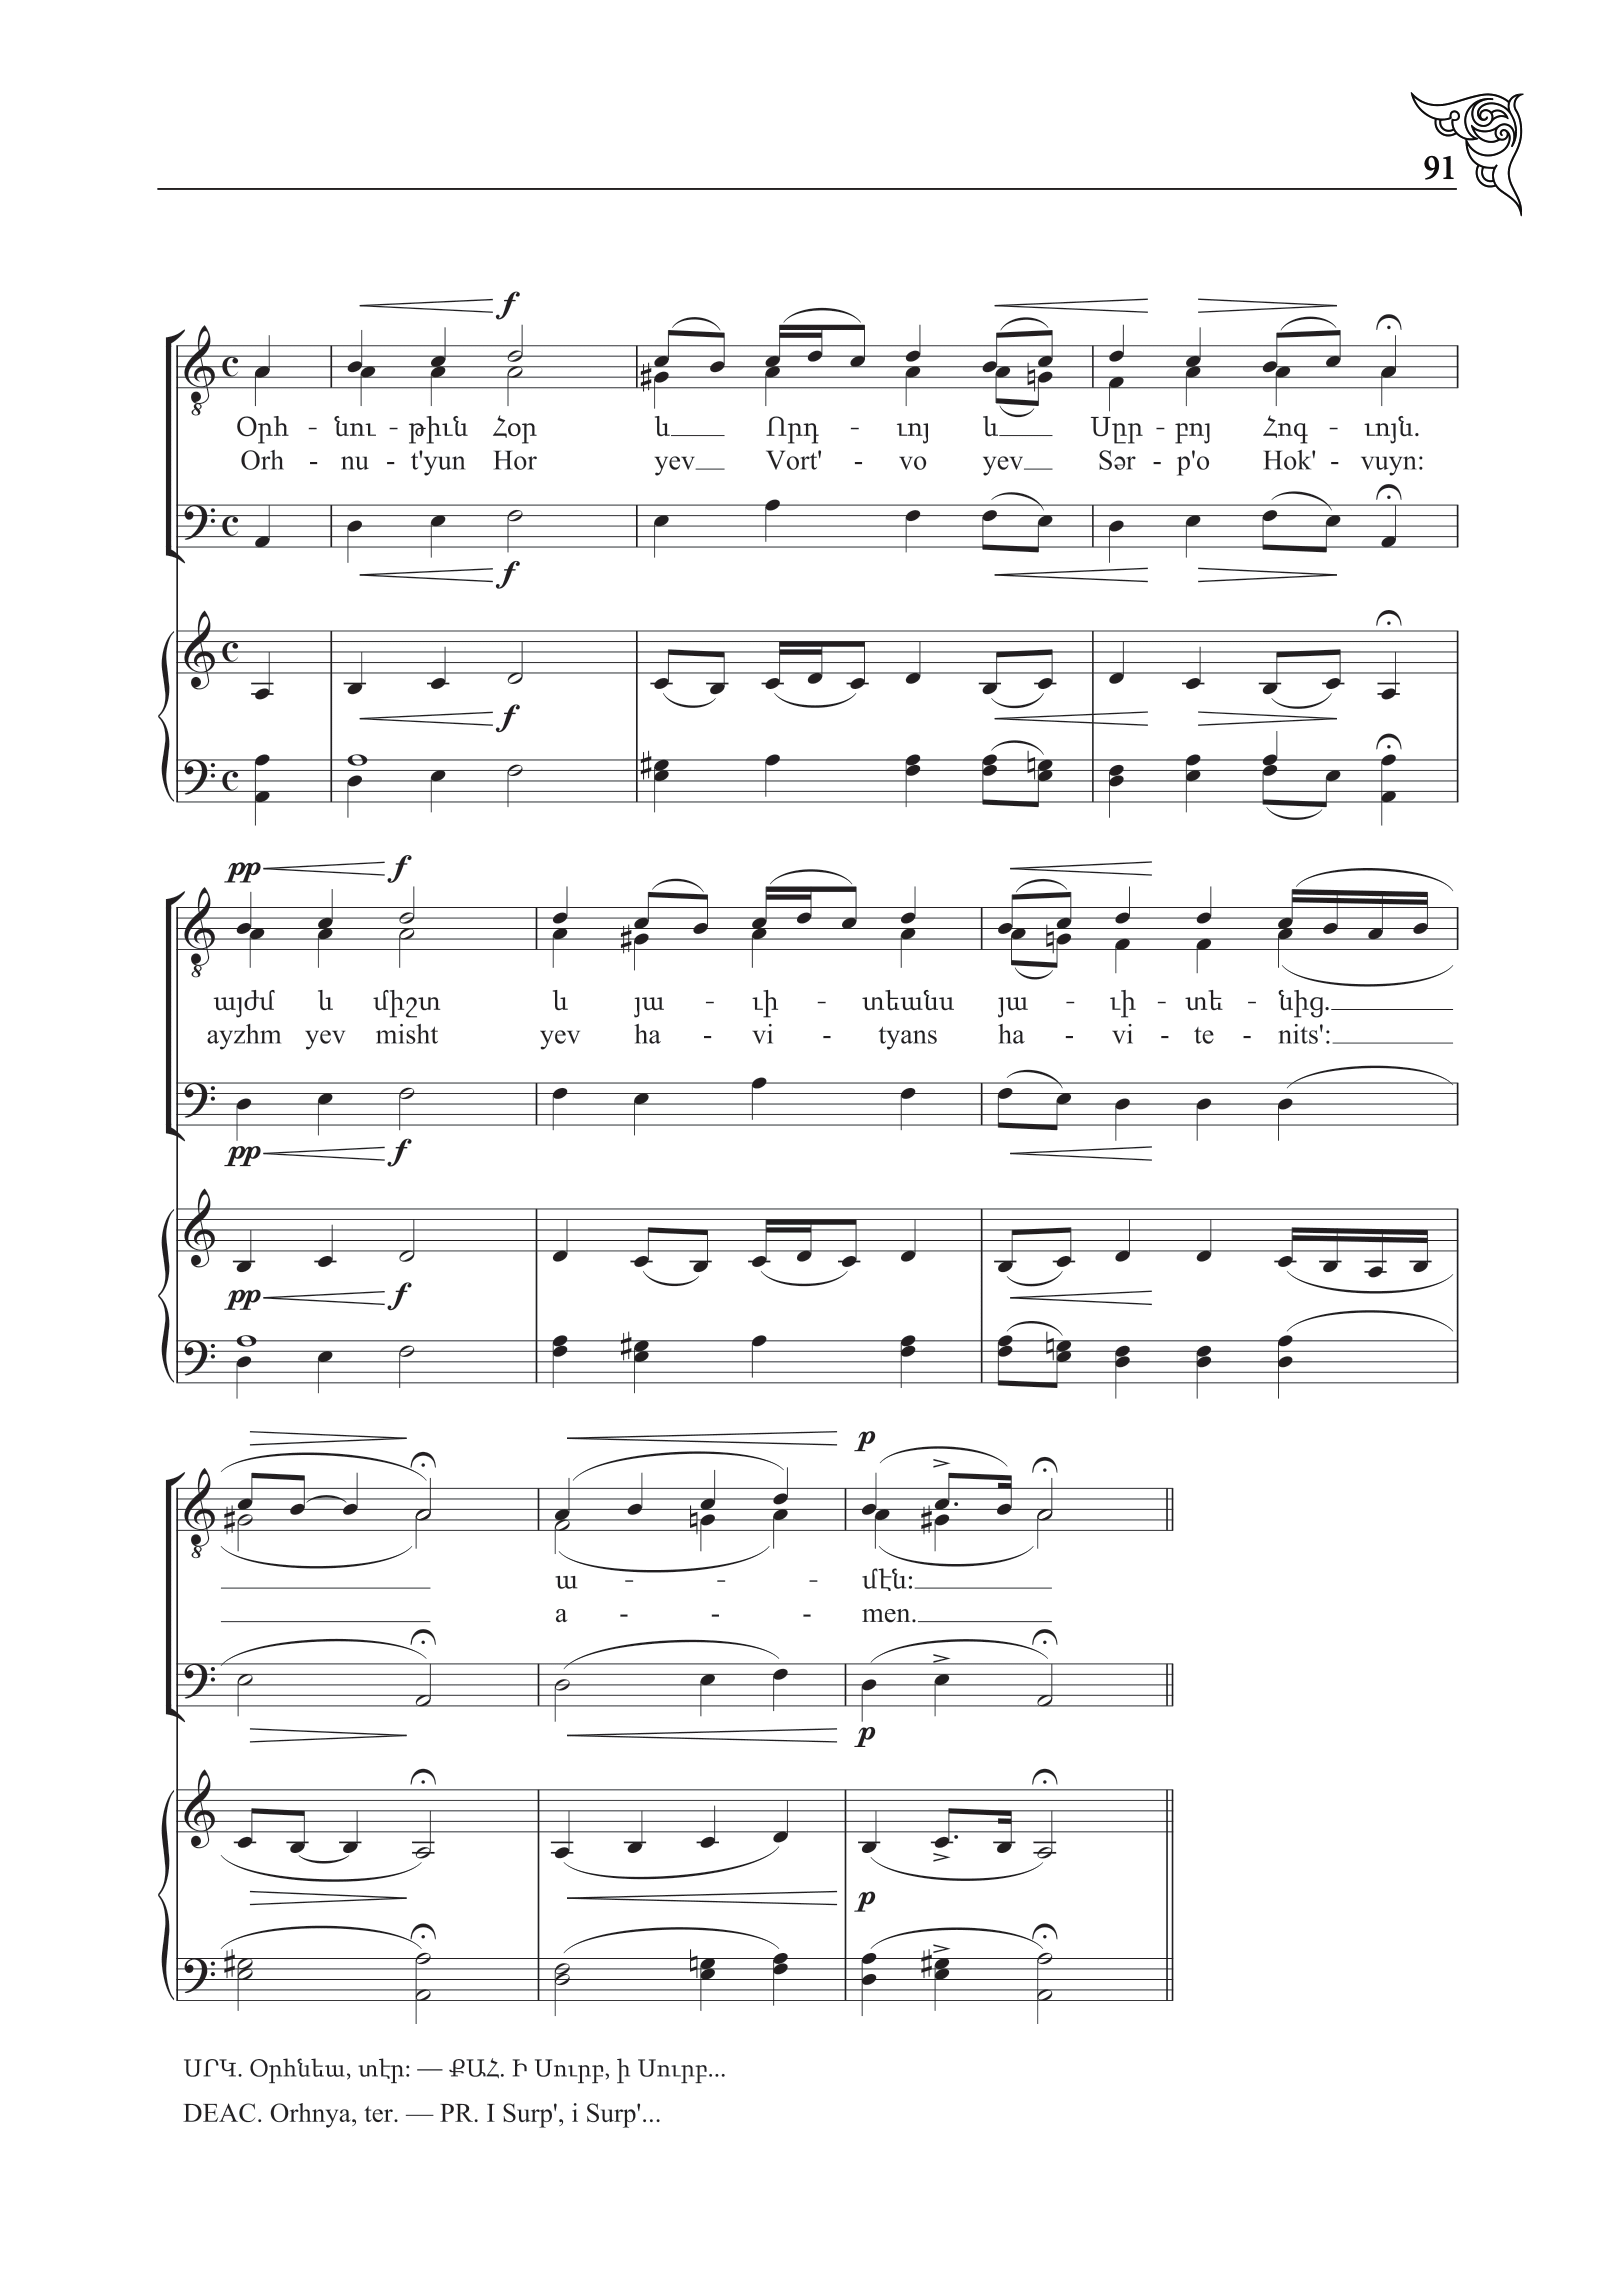 91
f
Օրհ - նու - թիւն Հօր և Որդ - ւոյ և Սըր - բոյ Հոգ - ւոյն.
Orh - nu - t'yun Hor yev Vort' - vo yev Sər - p'o Hok' - vuyn:
f
f
pp f
այժմ և միշտ և յա - ւի - տեանս յա - ւի - տե - նից.
ayzhm yev misht yev ha - vi - tyans ha - vi - te - nits':
pp f
pp f
p
ա - - - մէն:
a - - - men.
p
p
ՍՐԿ. Օրհնեա, տէր: — ՔԱՀ. Ի Սուրբ, ի Սուրբ...
DEAC. Orhnya, ter. — PR. I Surp', i Surp'...